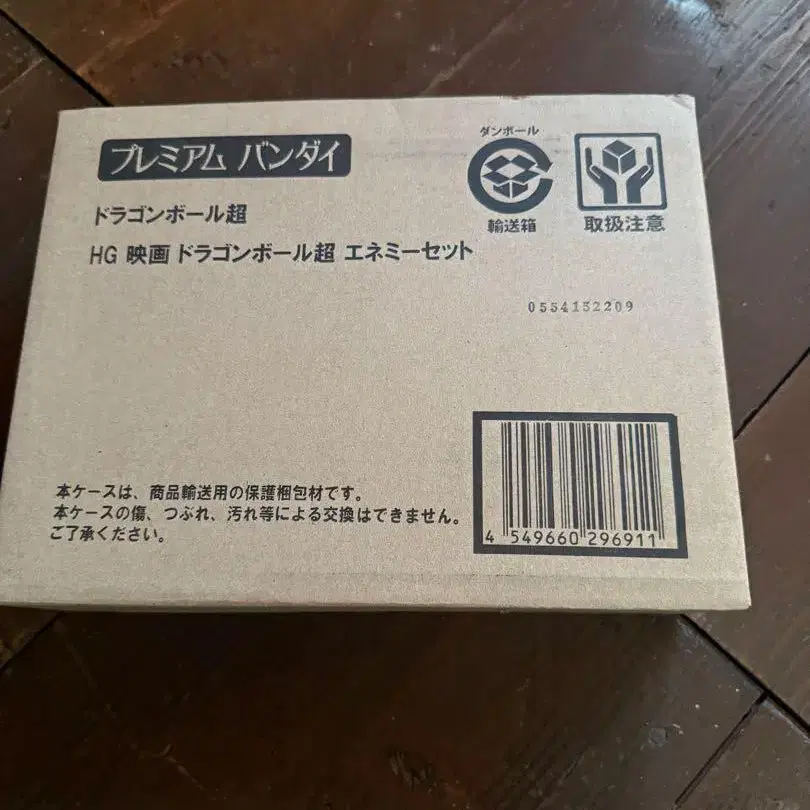 プレミアム バンダイ
ダンボール
輸送箱
取扱注意
ドラゴンボール超
HG 映画 ドラゴンボール超 エネミーセット
0554152209
本ケースは、商品輸送用の保護梱包材です。
本ケースの傷、つぶれ、汚れ等による交換はできません。
ご了承ください。
4 549660 296911